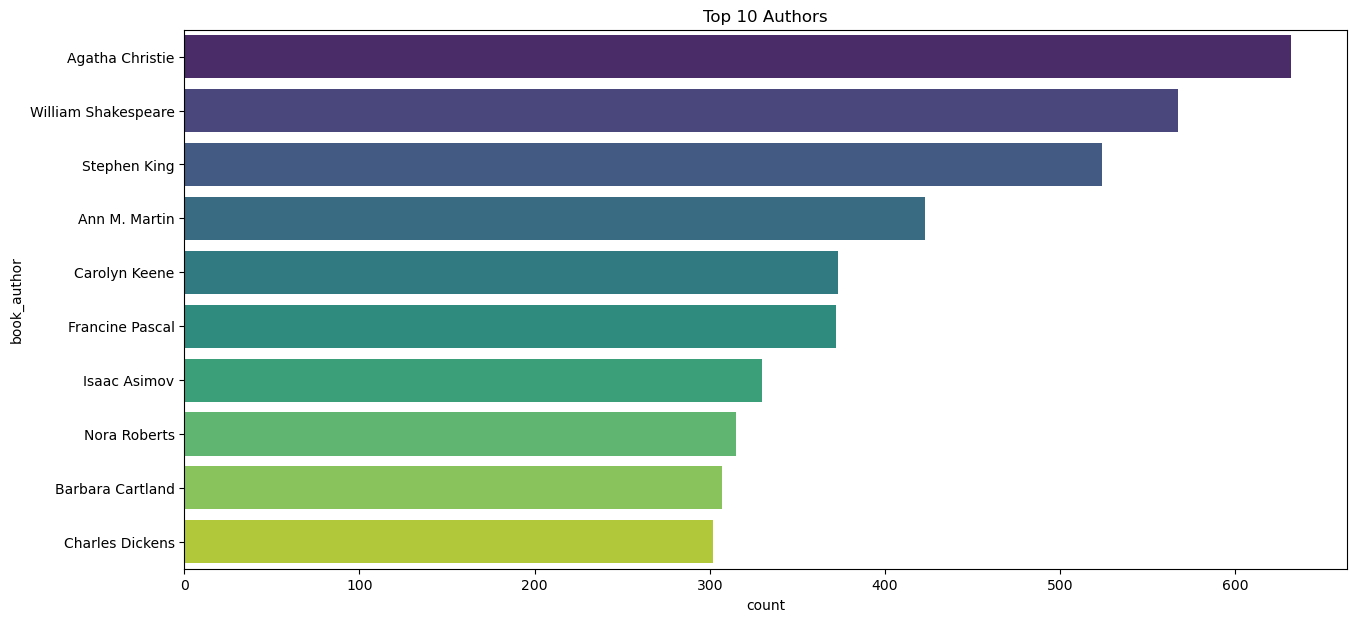 Top 10 Authors
Agatha Christie
William Shakespeare
Stephen King
Ann M. Martin
Carolyn Keene
Francine Pascal
Isaac Asimov
Nora Roberts
Barbara Cartland
Charles Dickens
book_author
0 100 200 300 400 500 600
count